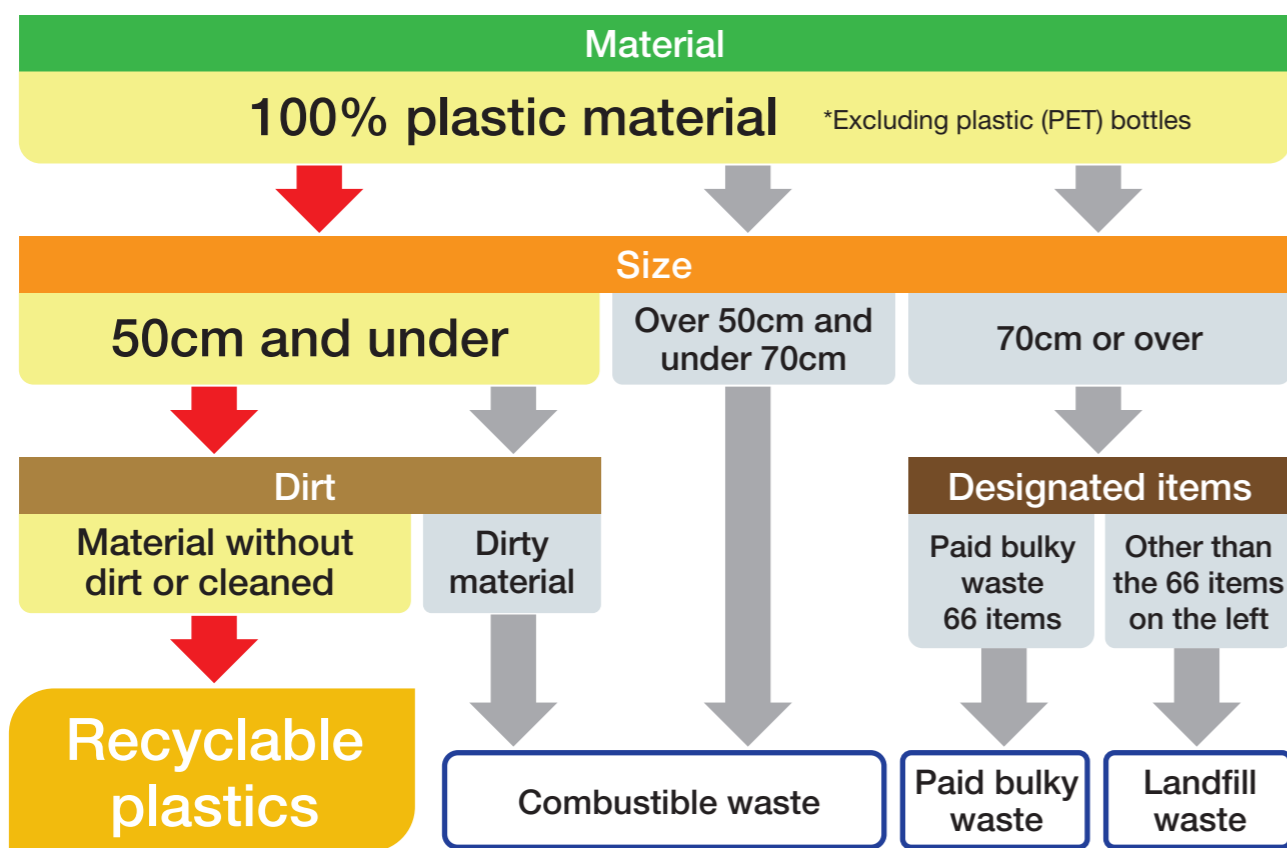 Material
100% plastic material *Excluding plastic (PET) bottles
Size
50cm and under
Over 50cm and
under 70cm
70cm or over
Dirt
Material without
dirt or cleaned
Dirty
material
Designated items
Paid bulky
waste
66 items
Other than
the 66 items
on the left
Recyclable
plastics
Combustible waste
Paid bulky
waste
Landfill
waste